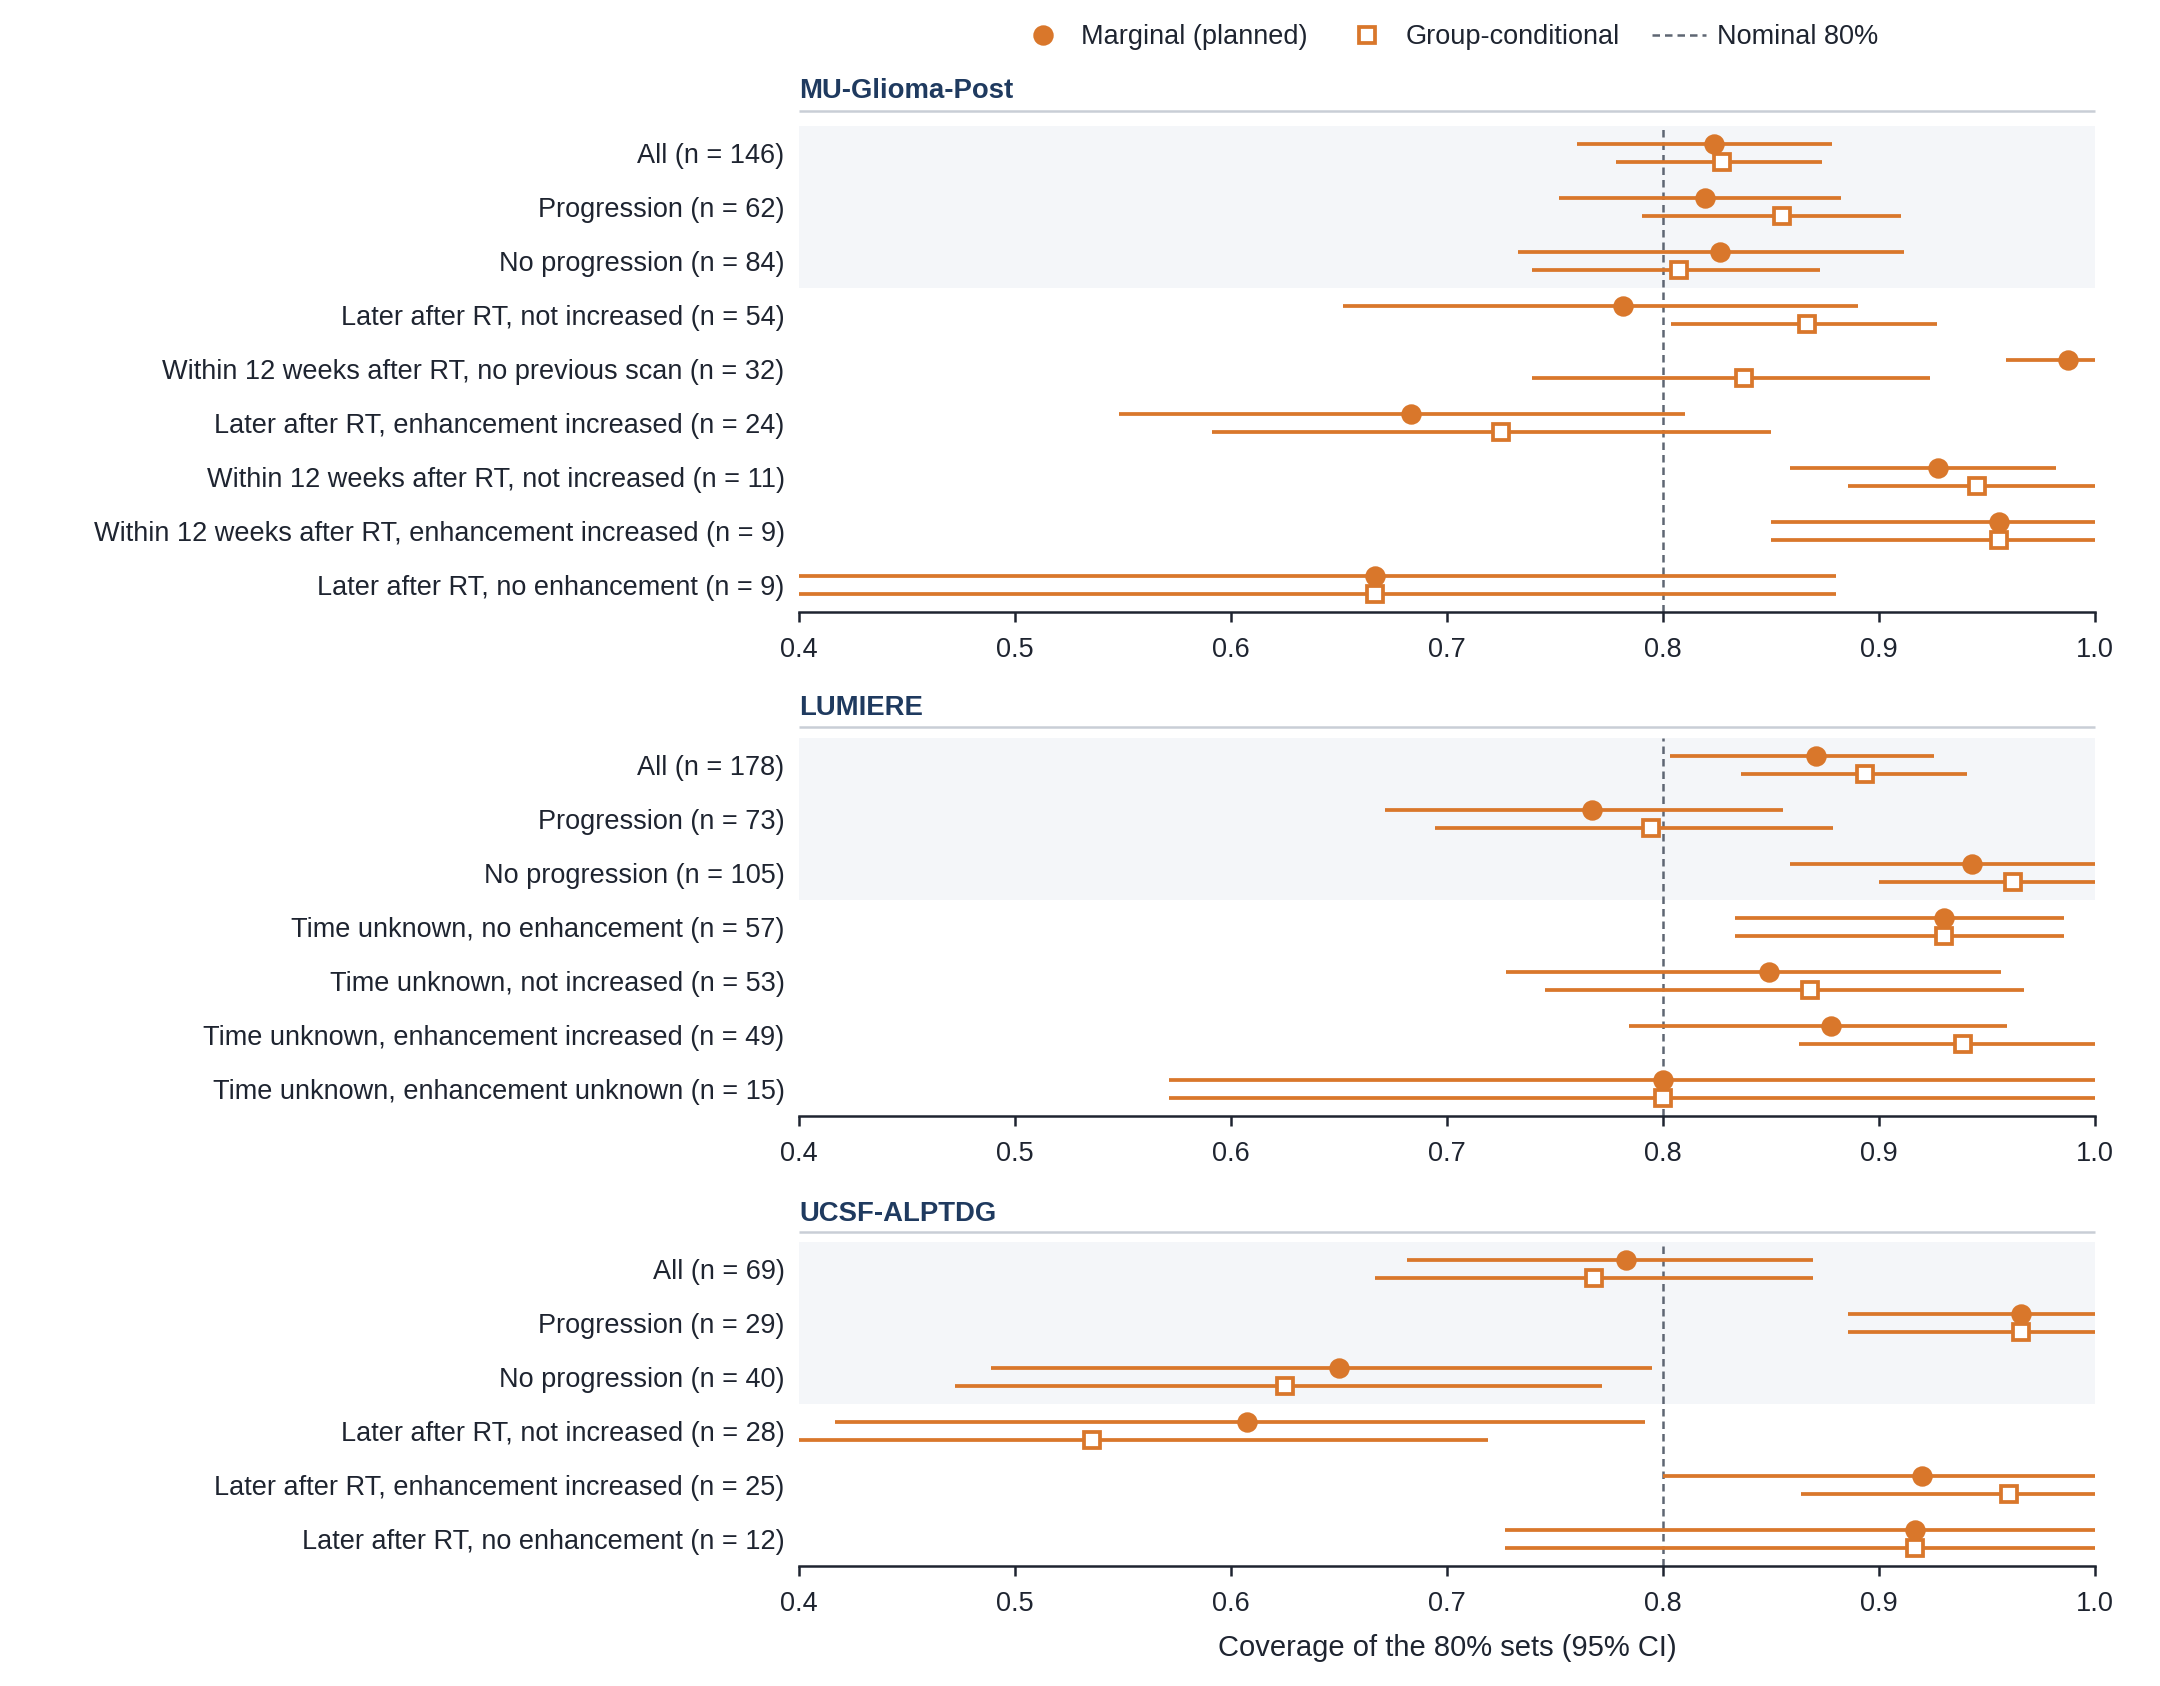 Marginal (planned) Group-conditional Nominal 80%
MU-Glioma-Post
All (n = 146)
Progression (n = 62)
No progression (n = 84)
Later after RT, not increased (n = 54)
Within 12 weeks after RT, no previous scan (n = 32)
Later after RT, enhancement increased (n = 24)
Within 12 weeks after RT, not increased (n = 11)
Within 12 weeks after RT, enhancement increased (n = 9)
Later after RT, no enhancement (n = 9)
0.4 0.5 0.6 0.7 0.8 0.9 1.0
LUMIERE
All (n = 178)
Progression (n = 73)
No progression (n = 105)
Time unknown, no enhancement (n = 57)
Time unknown, not increased (n = 53)
Time unknown, enhancement increased (n = 49)
Time unknown, enhancement unknown (n = 15)
0.4 0.5 0.6 0.7 0.8 0.9 1.0
UCSF-ALPTDG
All (n = 69)
Progression (n = 29)
No progression (n = 40)
Later after RT, not increased (n = 28)
Later after RT, enhancement increased (n = 25)
Later after RT, no enhancement (n = 12)
0.4 0.5 0.6 0.7 0.8 0.9 1.0
Coverage of the 80% sets (95% CI)